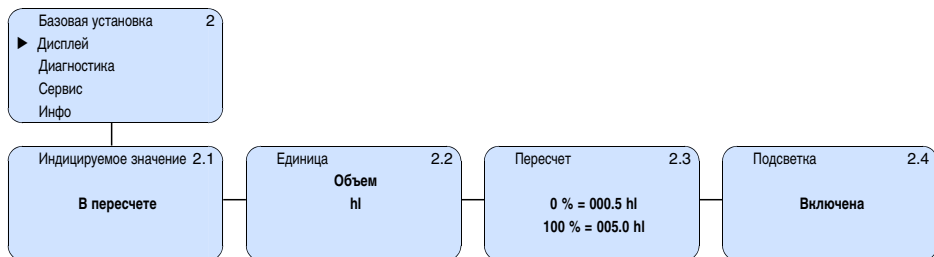 Базовая установка 2
▶ Дисплей
Диагностика
Сервис
Инфо
Индицируемое значение 2.1
В пересчете
Единица 2.2
Объем
hl
Пересчет 2.3
0 % = 000.5 hl
100 % = 005.0 hl
Подсветка 2.4
Включена